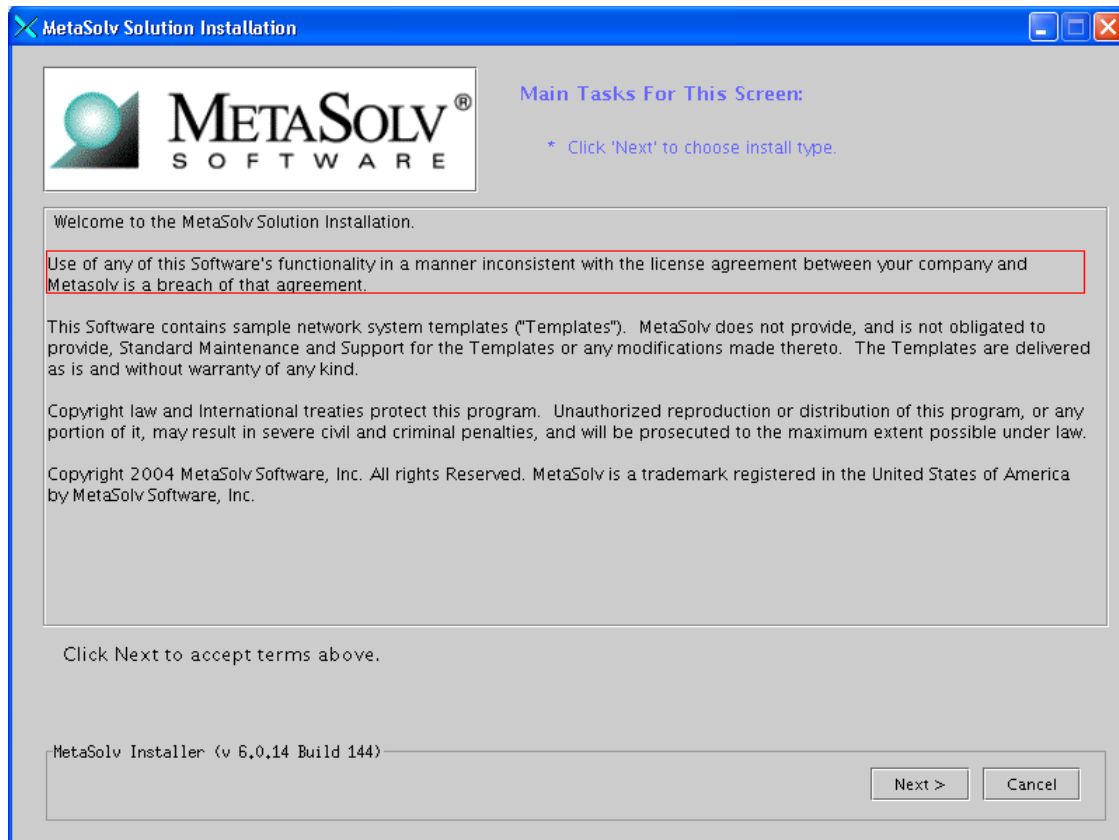 MetaSolv Solution Installation
METASOLV®
SOFTWARE
Main Tasks For This Screen:
* Click 'Next' to choose install type.
Welcome to the MetaSolv Solution Installation.
Use of any of this Software's functionality in a manner inconsistent with the license agreement between your company and
Metasolv is a breach of that agreement.
This Software contains sample network system templates ("Templates"). MetaSolv does not provide, and is not obligated to
provide, Standard Maintenance and Support for the Templates or any modifications made thereto. The Templates are delivered
as is and without warranty of any kind.
Copyright law and International treaties protect this program. Unauthorized reproduction or distribution of this program, or any
portion of it, may result in severe civil and criminal penalties, and will be prosecuted to the maximum extent possible under law.
Copyright 2004 MetaSolv Software, Inc. All rights Reserved. MetaSolv is a trademark registered in the United States of America
by MetaSolv Software, Inc.
Click Next to accept terms above.
MetaSolv Installer (v 6.0.14 Build 144)
Next >
Cancel